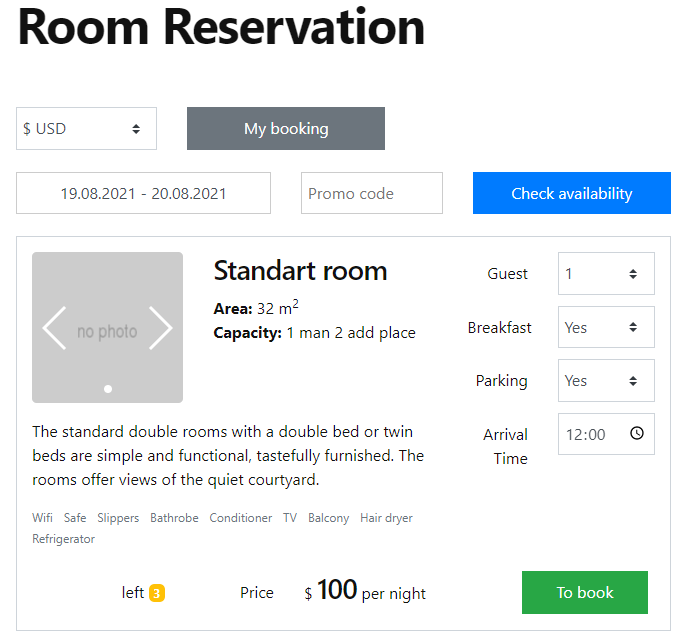 Room Reservation
$ USD
My booking
19.08.2021 - 20.08.2021
Promo code
Check availability
no photo
Standart room
Area: 32 m²
Capacity: 1 man 2 add place
Guest 1
Breakfast Yes
Parking Yes
Arrival 12:00
Time
The standard double rooms with a double bed or twin
beds are simple and functional, tastefully furnished. The
rooms offer views of the quiet courtyard.
Wifi Safe Slippers Bathrobe Conditioner TV Balcony Hair dryer
Refrigerator
left 3 Price $ 100 per night
To book